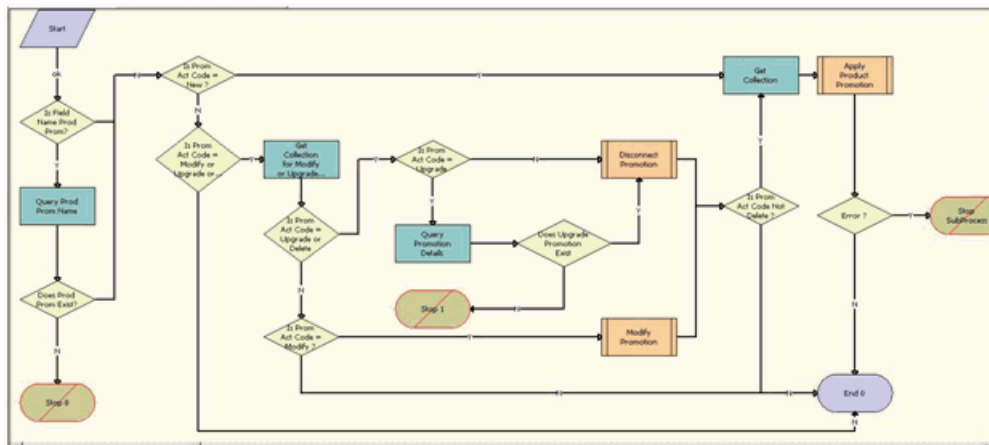 Start
ok
Is Field
Name Prod
Prom?
Y
Query Prod
Prom Name
Does Prod
Prom Exist?
N
Stop 0
N
Is Prom
Act Code =
New ?
N
Y
Is Prom
Act Code =
Modify or
Upgrade or...
Y
N
Get
Collection
for Modify
or Upgrade...
Is Prom
Act Code =
Upgrade or
Delete
Y
N
Is Prom
Act Code =
Modify ?
Y
N
Is Prom
Act Code =
Upgrade
N
Y
Query
Promotion
Details
Does Upgrade
Promotion
Exist
Y
N
Stop 1
Disconnect
Promotion
Modify
Promotion
Is Prom
Act Code Not
Delete ?
Y
N
Get
Collection
Apply
Product
Promotion
Error ?
Y
N
Stop
SubProcess
End 0